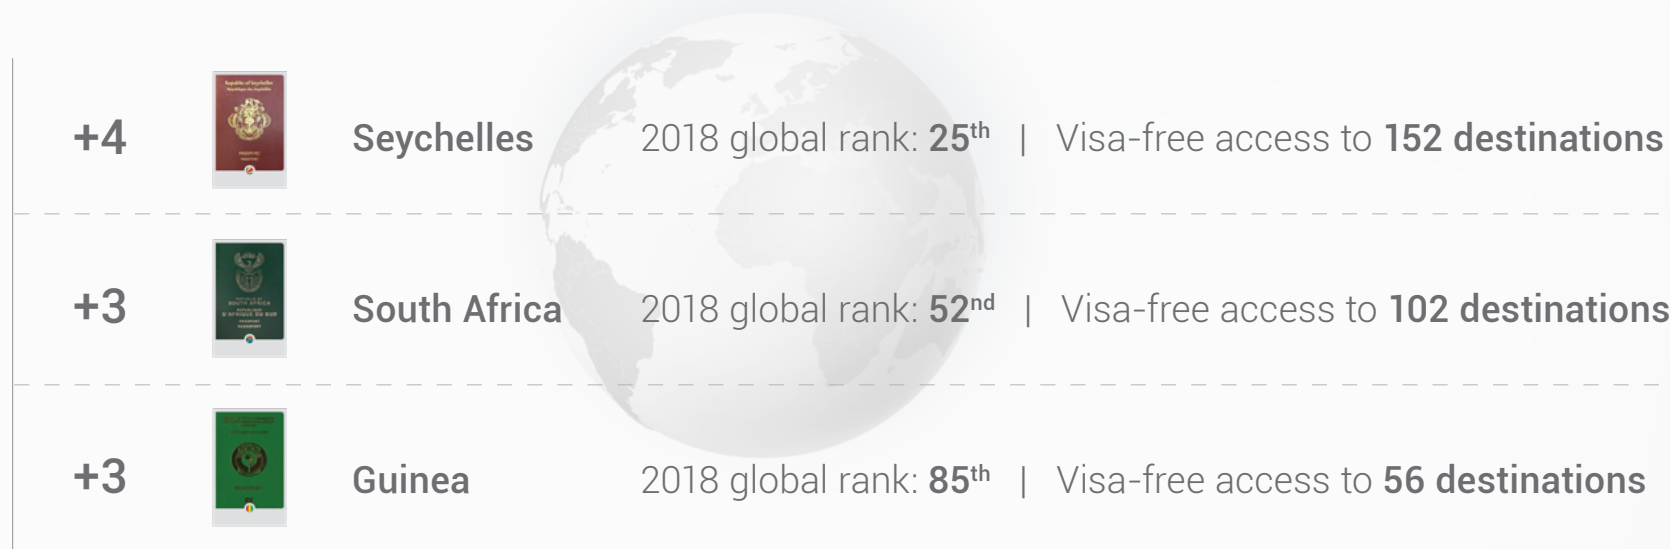 +4 Seychelles 2018 global rank: 25th | Visa-free access to 152 destinations
+3 South Africa 2018 global rank: 52nd | Visa-free access to 102 destinations
+3 Guinea 2018 global rank: 85th | Visa-free access to 56 destinations